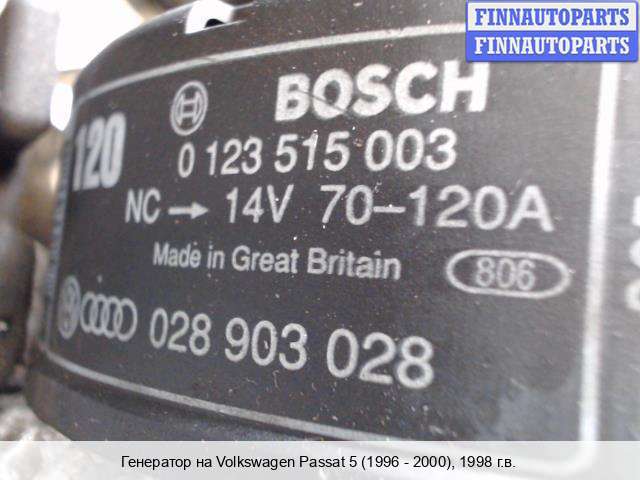 FINNAUTOPARTS
FINNAUTOPARTS
BOSCH
120
0 123 515 003
NC → 14V 70-120A
Made in Great Britain
806
028 903 028
Генератор на Volkswagen Passat 5 (1996 - 2000), 1998 г.в.